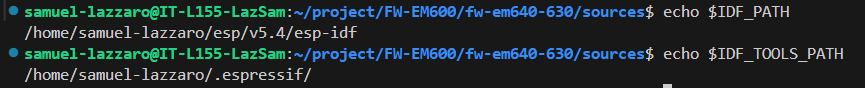 samuel-lazzaro@IT-L155-LazSam:~/project/FW-EM600/fw-em640-630/sources$ echo $IDF_PATH
/home/samuel-lazzaro/esp/v5.4/esp-idf
samuel-lazzaro@IT-L155-LazSam:~/project/FW-EM600/fw-em640-630/sources$ echo $IDF_TOOLS_PATH
/home/samuel-lazzaro/.espressif/